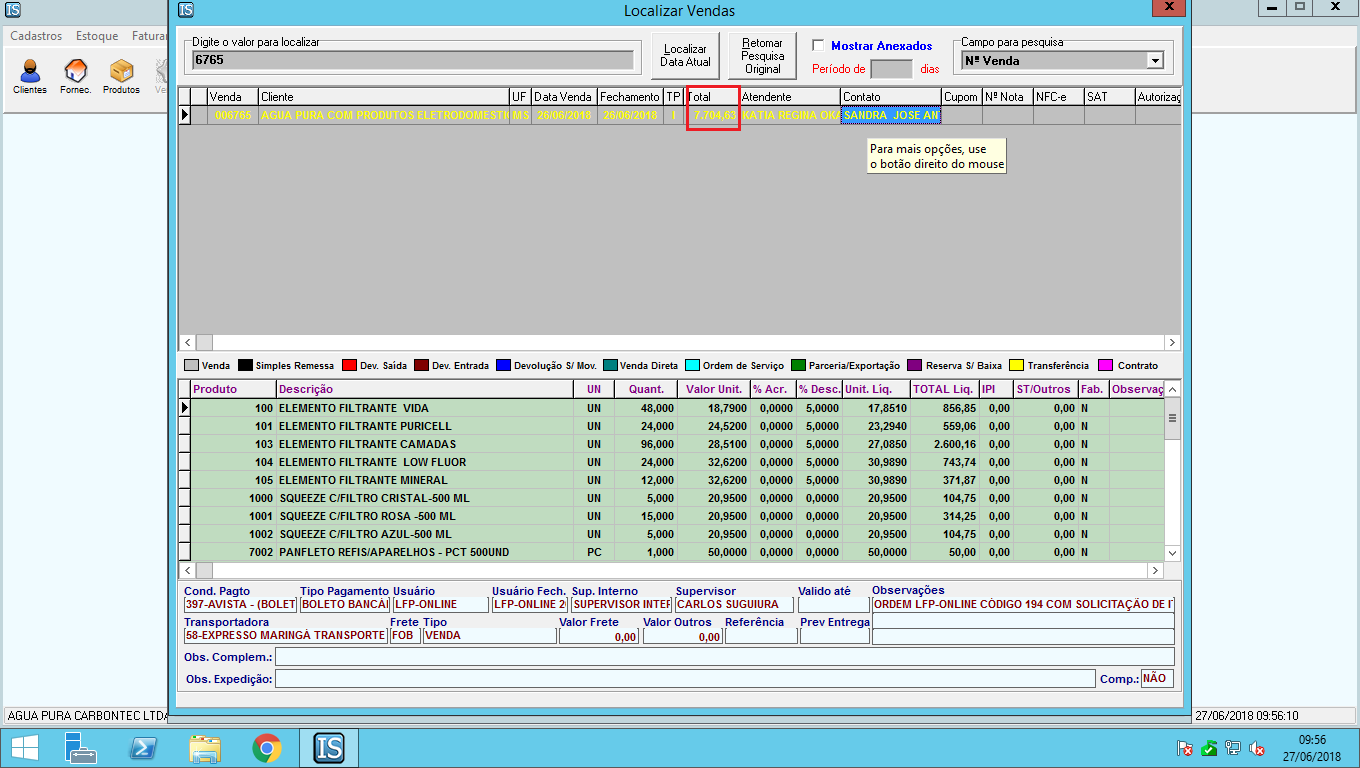 Localizar Vendas
Cadastros Estoque
Clientes Fornec. Produtos
Digite o valor para localizar
6765
Localizar Data Atual
Retornar Pesquisa Original
Mostrar Anexados
Período de dias
Campo para pesquisa
Nº Venda
Venda Cliente UF Data Venda Fechamento TP Total Atendente Contato Cupom Nº Nota NFC-e SAT
006765 AGUA PURA COM PRODUTOS MS 26/06/2018 26/06/2018 I 7.704,63 KATIA REGINA SANDRA JOSE AN
Para mais opções, use
o botão direito do mouse
Venda Simples Remessa Dev. Saída Dev. Entrada Devolução S/ Mov. Venda Direta Ordem de Serviço Parceria/Exportação Reserva S/ Baixa Transferência Contrato
Produto Descrição UN Quant. Valor Unit. % Acr. % Desc. Unit. Liq. TOTAL Liq. IPI ST/Outros Fab. Observaç
100 ELEMENTO FILTRANTE VIDA UN 48,000 18,7900 0,0000 5,0000 17,8510 856,85 0,00 0,00 N
101 ELEMENTO FILTRANTE PURICELL UN 24,000 24,5200 0,0000 5,0000 23,2940 559,06 0,00 0,00 N
103 ELEMENTO FILTRANTE CAMADAS UN 96,000 28,5100 0,0000 5,0000 27,0850 2.600,16 0,00 0,00 N
104 ELEMENTO FILTRANTE LOW FLUOR UN 24,000 32,6200 0,0000 5,0000 30,9890 743,74 0,00 0,00 N
105 ELEMENTO FILTRANTE MINERAL UN 12,000 32,6200 0,0000 5,0000 30,9890 371,87 0,00 0,00 N
1000 SQUEEZE C/FILTRO CRISTAL-500 ML UN 5,000 20,9500 0,0000 0,0000 20,9500 104,75 0,00 0,00 N
1001 SQUEEZE C/FILTRO ROSA -500 ML UN 15,000 20,9500 0,0000 0,0000 20,9500 314,25 0,00 0,00 N
1002 SQUEEZE C/FILTRO AZUL-500 ML UN 5,000 20,9500 0,0000 0,0000 20,9500 104,75 0,00 0,00 N
7002 PANFLETO REFIS/APARELHOS - PCT 500UND PC 1,000 50,0000 0,0000 0,0000 50,0000 50,00 0,00 0,00 N
Cond. Pagto Tipo Pagamento Usuário Usuário Fech. Sup. Interno Supervisor Valido até Observações
397-AVISTA - (BOLET BOLETO BANCÁ LFP-ONLINE LFP-ONLINE SUPERVISOR INTER CARLOS SUGUIURA ORDEM LFP-ONLINE CÓDIGO 194 COM SOLICITAÇÃO DE
Transportadora Frete Tipo Valor Frete Valor Outros Referência Prev Entrega
58-EXPRESSO MARINGÁ TRANSPORTE FOB VENDA 0,00 0,00
Obs. Complem.:
Obs. Expedição: Comp.: NÃO
AGUA PURA CARBONTEC LTDA 27/06/2018 09:56:10
IS 09:56
27/06/2018